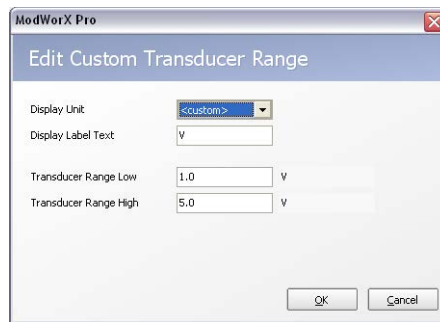 ModWorX Pro
Edit Custom Transducer Range
Display Unit <custom>
Display Label Text V
Transducer Range Low 1.0 V
Transducer Range High 5.0 V
OK Cancel